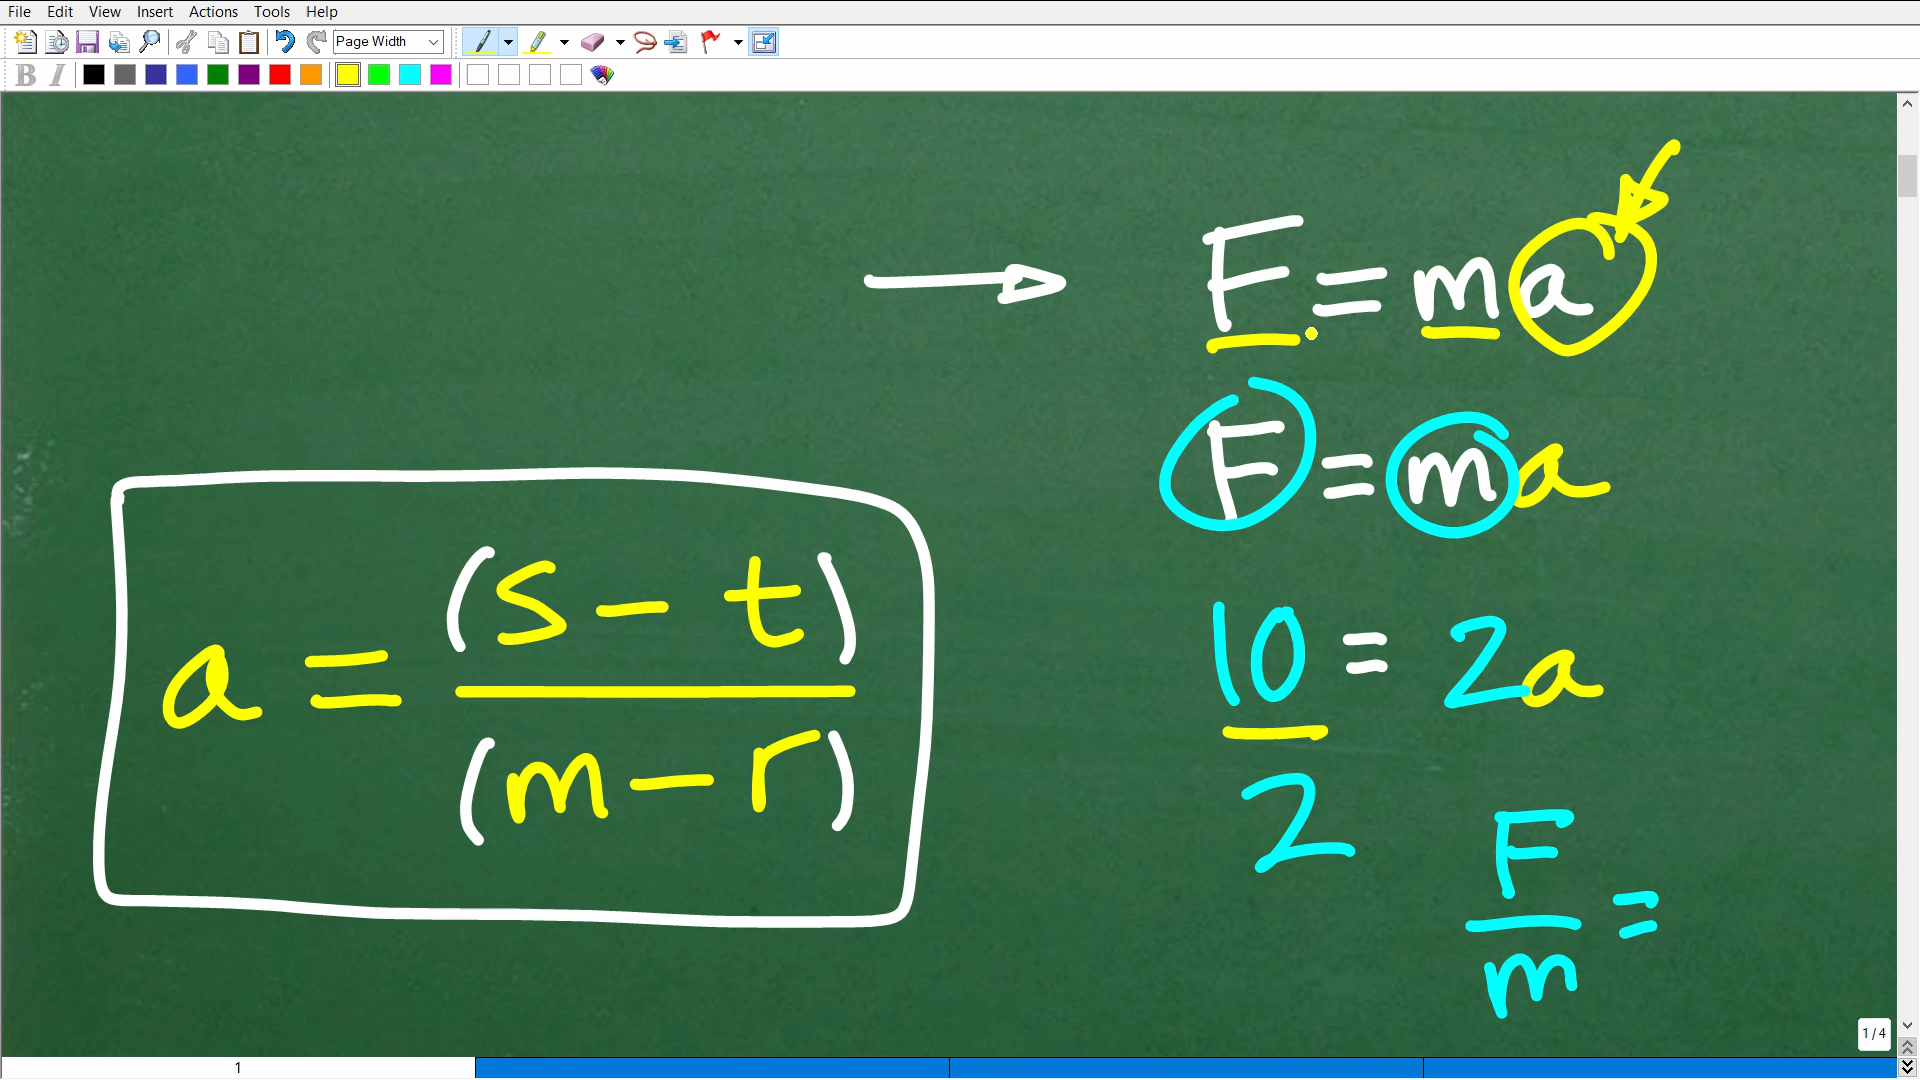 File Edit View Insert Actions Tools Help
Page Width
B I
F = ma
F = ma
a = (s - t)
(m - r)
10 = 2a
2
F =
m
1 / 4
1